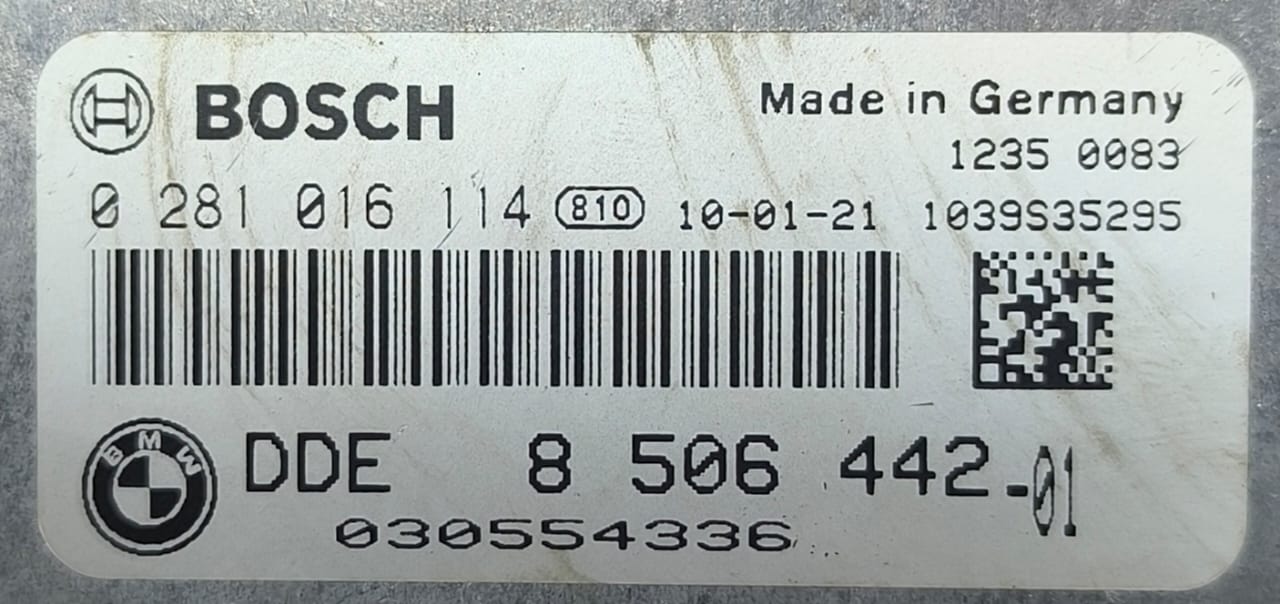 BOSCH
Made in Germany
1235 0083
0 281 016 114 810 10-01-21 1039S35295
BMW
DDE 8 506 442-01
030554336